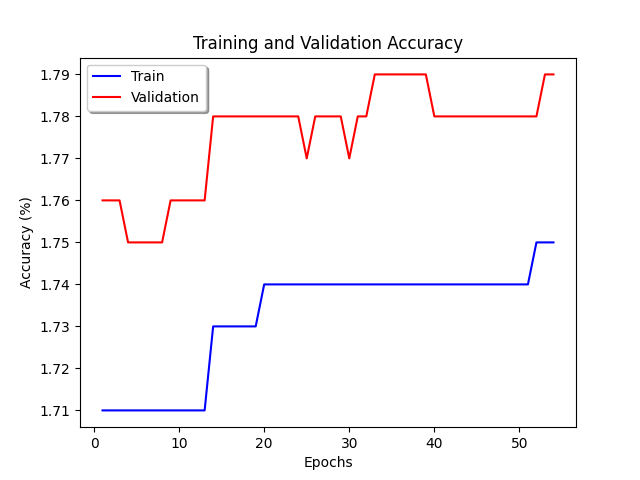 Training and Validation Accuracy
Train
Validation
Accuracy (%)
1.79
1.78
1.77
1.76
1.75
1.74
1.73
1.72
1.71
0 10 20 30 40 50
Epochs